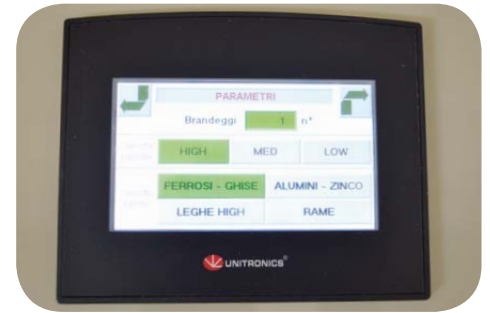 PARAMETRI
Brandeggi 1 n°
HIGH MED LOW
FERROSI - GHISE ALUMINI - ZINCO
LEGHE HIGH RAME
UNITRONICS®